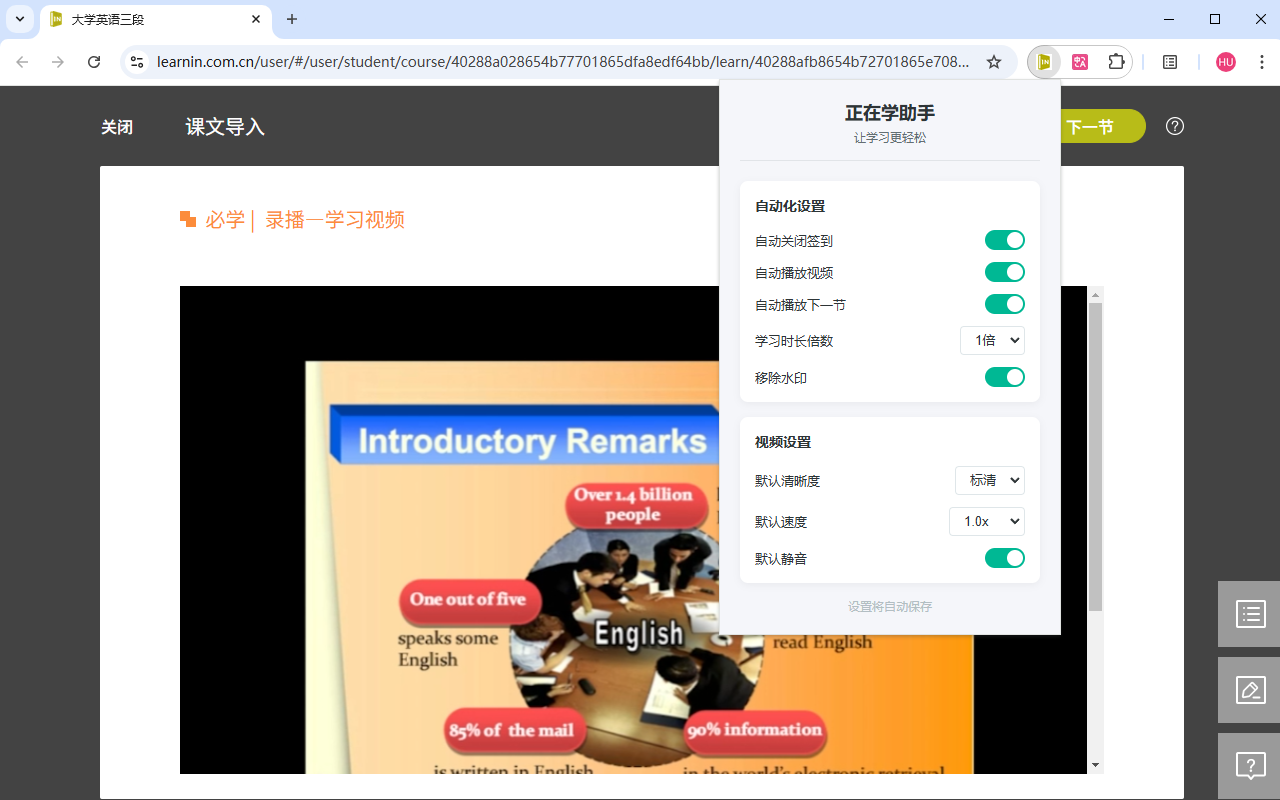 大学英语三段
learnin.com.cn/user/#/user/student/course/40288a028654b77701865dfa8edf64bb/learn/40288afb8654b72701865e708...
HU
关闭
课文导入
下一节
正在学助手
让学习更轻松
必学 | 录播一学习视频
自动化设置
自动关闭签到
自动播放视频
自动播放下一节
学习时长倍数
1倍
移除水印
视频设置
默认清晰度
标清
默认速度
1.0x
默认静音
设置将自动保存
Introductory Remarks
Over 1.4 billion
people
One out of five
speaks some
English
English
read English
85% of the mail
is written in English
90% information
in the world's electronic retrieval